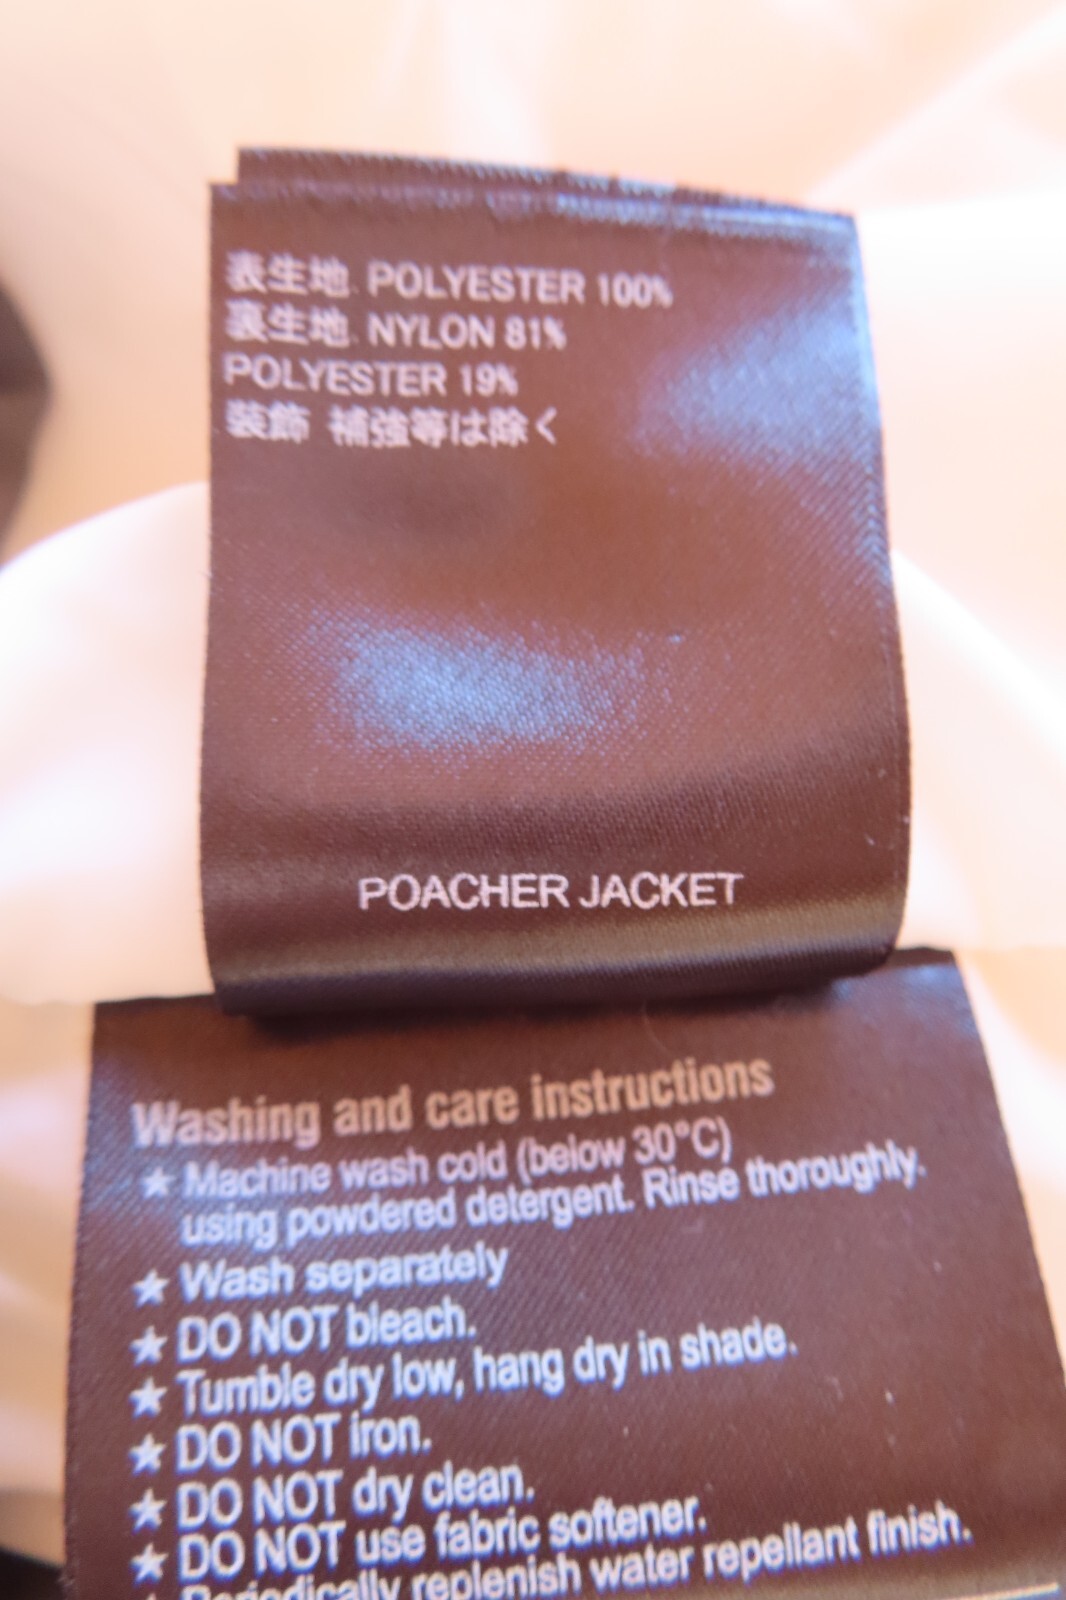 表生地 POLYESTER 100%
裏生地 NYLON 81%
POLYESTER 19%
装飾 補強等は除く
POACHER JACKET
Washing and care instructions
★ Machine wash cold (below 30°C)
using powdered detergent. Rinse thoroughly.
★ Wash separately
★ DO NOT bleach.
★ Tumble dry low, hang dry in shade.
★ DO NOT iron.
★ DO NOT dry clean.
★ DO NOT use fabric softener.
★ Periodically replenish water repellant finish.